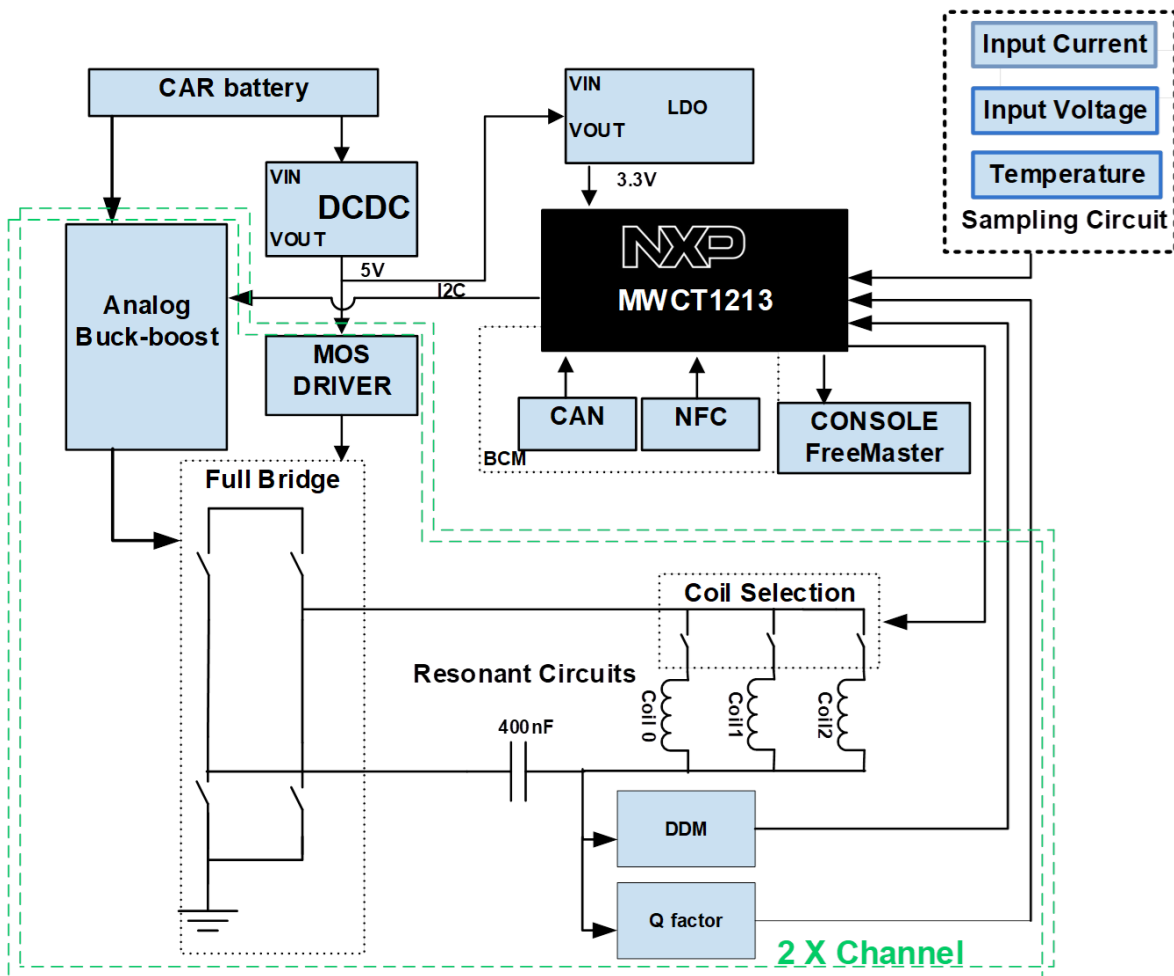 Input Current
Input Voltage
Temperature
Sampling Circuit
CAR battery
VIN
LDO
VOUT
3.3V
VIN
DCDC
VOUT
5V
I2C
NXP
MWCT1213
Analog
Buck-boost
MOS
DRIVER
CAN
NFC
BCM
CONSOLE
FreeMaster
Full Bridge
Coil Selection
Resonant Circuits
Coil 0
Coil1
Coil2
400nF
DDM
Q factor
2 X Channel